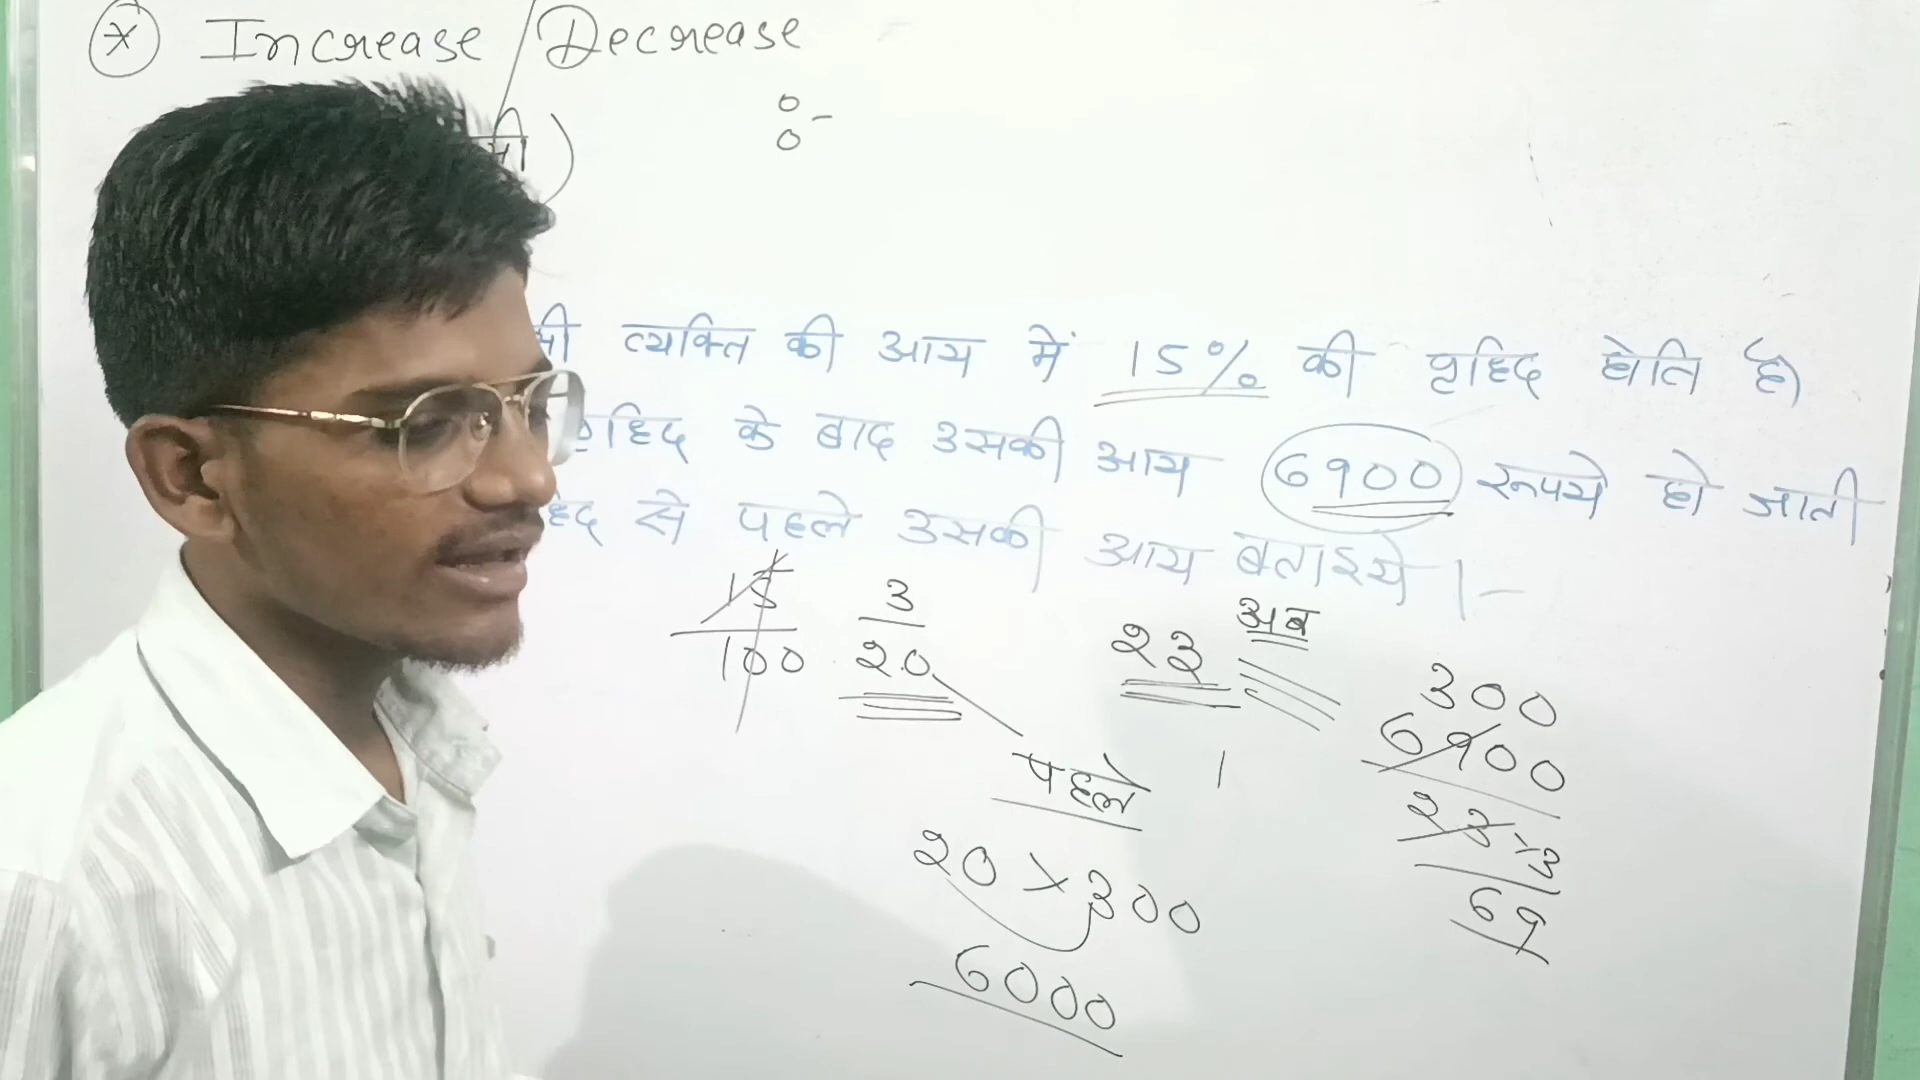 * Increase / Decrease
:-
व्यक्ति की आय में 15% की वृद्धि होति है
के बाद उसकी आय 6900 रूपये हो जाती
से पहले उसकी आय बताइये ।-
15/100 3/20 23 अब
पहले
300
6900
23×3
69
20 × 300
6000